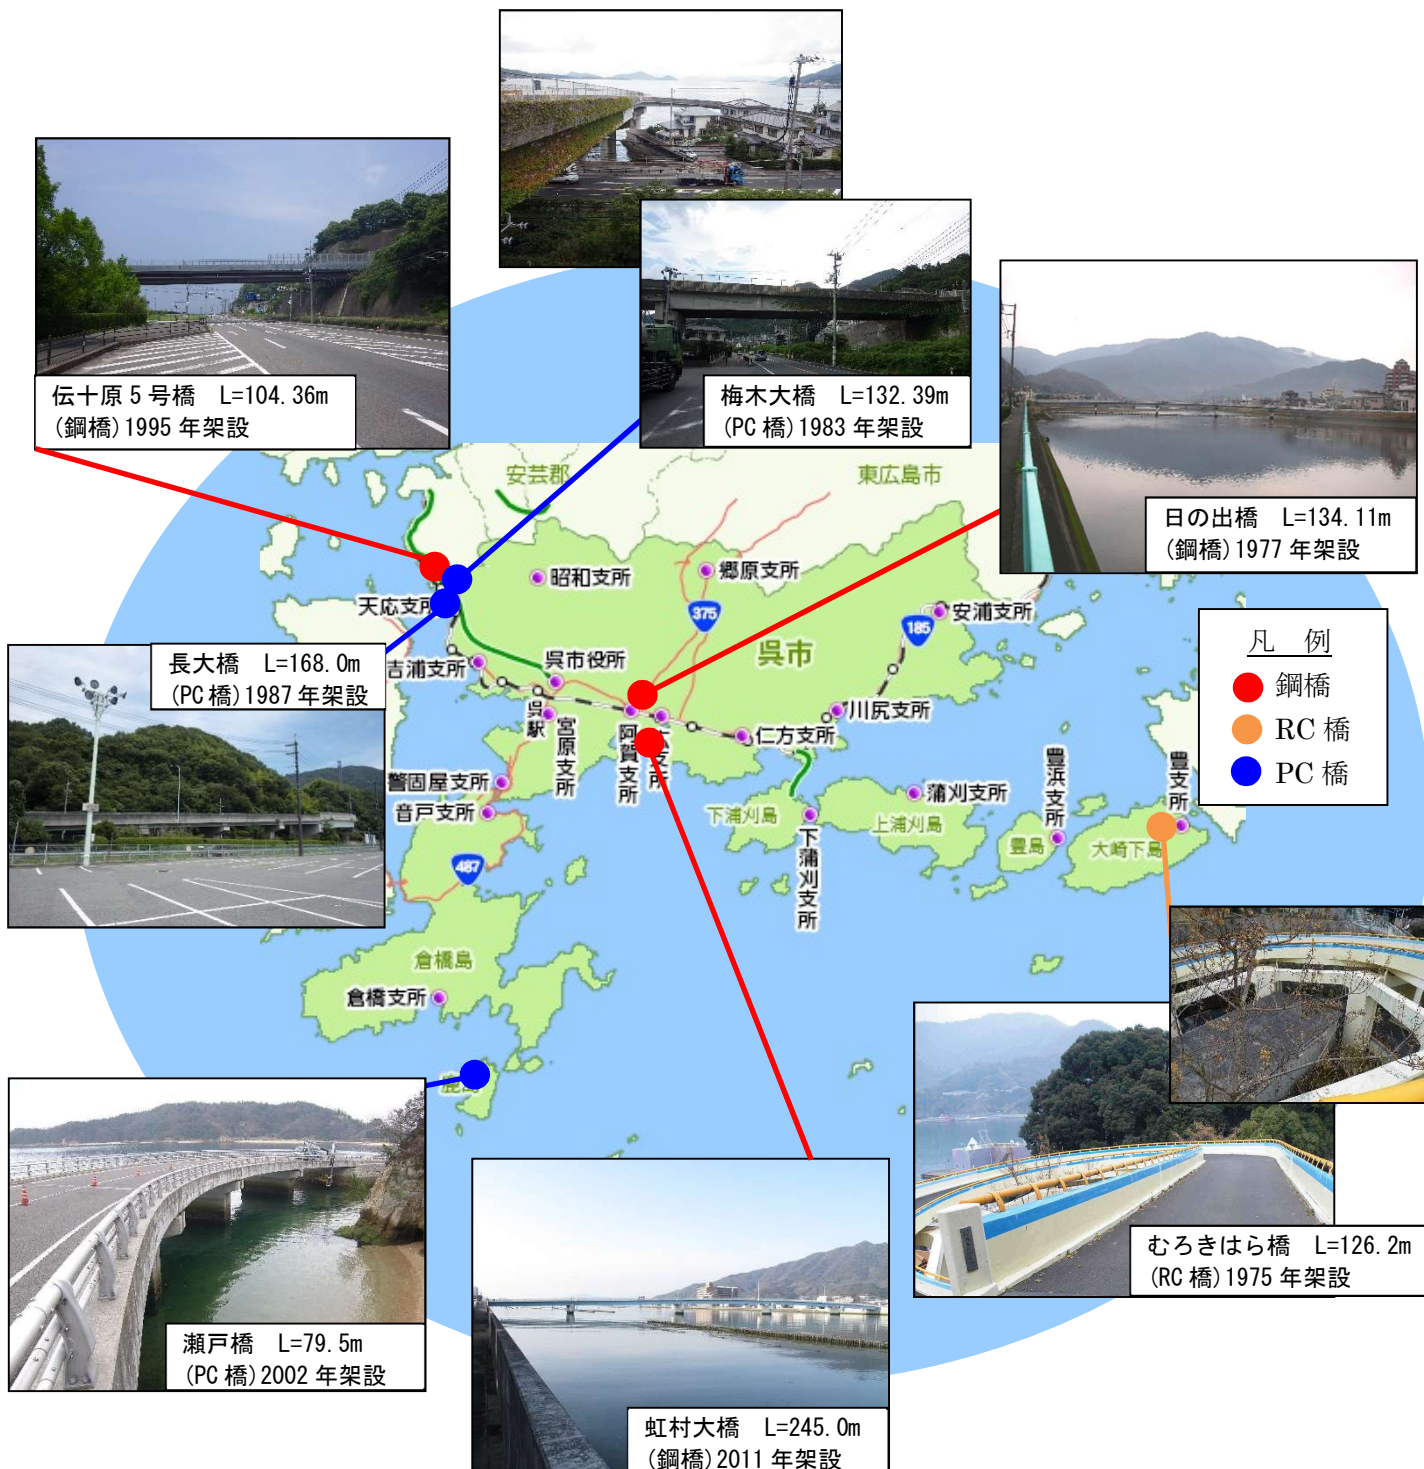 伝十原５号橋　L=104.36m
(鋼橋)1995 年架設
梅木大橋　L=132.39m
(PC 橋)1983 年架設
日の出橋　L=134.11m
(鋼橋)1977 年架設
安芸郡
東広島市
昭和支所
郷原支所
天応支所
375
185
安浦支所
呉市
凡　例
鋼橋
RC 橋
PC 橋
長大橋　L=168.0m
(PC 橋)1987 年架設
吉浦支所
呉市役所
呉駅
宮原支所
阿賀支所
仁方支所
川尻支所
警固屋支所
音戸支所
487
下蒲刈島
下蒲刈支所
蒲刈支所
上蒲刈島
豊浜支所
豊島
豊支所
大崎下島
倉橋島
倉橋支所
瀬戸橋　L=79.5m
(PC 橋)2002 年架設
虹村大橋　L=245.0m
(鋼橋)2011 年架設
むろきはら橋　L=126.2m
(RC 橋)1975 年架設